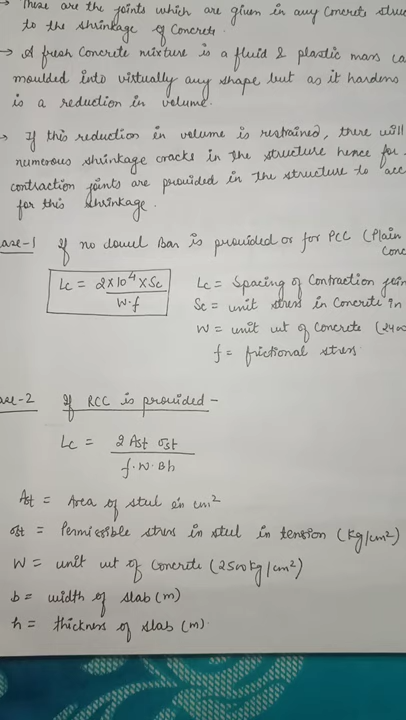 → These are the joints which are given in any Concrete struc
to the shrinkage of Concrete.
→ A fresh Concrete mixture is a fluid & plastic mass ca
moulded into virtually any shape but as it hardens
is a reduction in volume.
→ If this reduction in volume is restrained, there will
numerous shrinkage cracks in the structure hence for
contraction joints are provided in the structure to acc
for this shrinkage.
ase-1 If no dowel Bar is provided or for PCC (Plain
Conc
Lc = 2×10⁴×Sc / W·f
Lc = Spacing of Contraction join
Sc = unit stress in Concrete in
W = unit wt of Concrete (2400
f = frictional stress
ase-2 If RCC is provided -
Lc = 2 Ast σst / f·W·Bh
Ast = Area of steel in cm²
σst = Permissible stress in steel in tension (Kg/cm²)
W = unit wt of Concrete (2500kg/cm²)
b = width of slab (m)
h = thickness of slab (m).